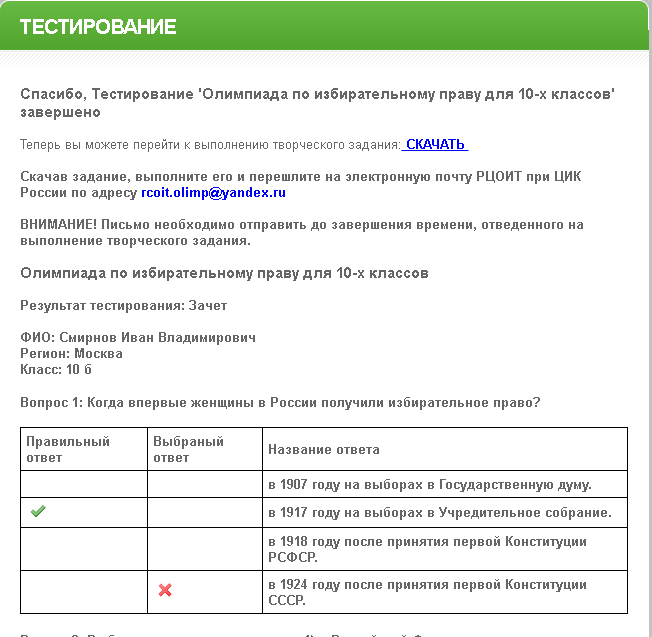 ТЕСТИРОВАНИЕ
Спасибо, Тестирование 'Олимпиада по избирательному праву для 10-х классов'
завершено
Теперь вы можете перейти к выполнению творческого задания: СКАЧАТЬ
Скачав задание, выполните его и перешлите на электронную почту РЦОИТ при ЦИК
России по адресу rcoit.olimp@yandex.ru
ВНИМАНИЕ! Письмо необходимо отправить до завершения времени, отведенного на
выполнение творческого задания.
Олимпиада по избирательному праву для 10-х классов
Результат тестирования: Зачет
ФИО: Смирнов Иван Владимирович
Регион: Москва
Класс: 10 б
Вопрос 1: Когда впервые женщины в России получили избирательное право?
Правильный
ответ
Выбраный
ответ
Название ответа
в 1907 году на выборах в Государственную думу.
в 1917 году на выборах в Учредительное собрание.
в 1918 году после принятия первой Конституции
РСФСР.
в 1924 году после принятия первой Конституции
СССР.